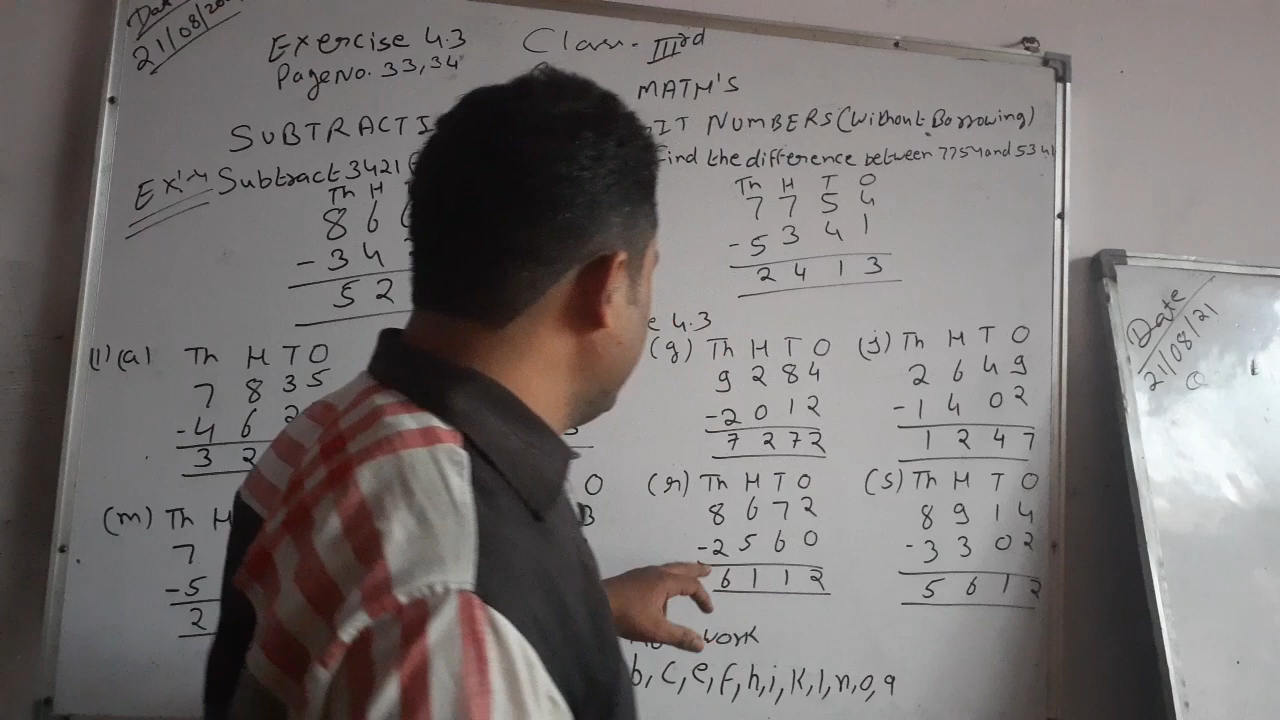 Date
21/08/20
Exercise 4.3 Class - IIIrd
Page No. 33,34
MATH'S
SUBTRACTI IT NUMBERS (Without Borrowing)
Ex'n Subtract 3421 Find the difference between 7754 and 5341
Th H Th H T O
8 6 7 7 5 4
- 3 4 - 5 3 4 1
5 2 2 4 1 3
e 4.3
(1) (a) Th H T O (g) Th H T O (j) Th H T O
7 8 3 5 9 2 8 4 2 6 4 9
- 4 6 2 - 2 0 1 2 - 1 4 0 2
3 2 7 2 7 2 1 2 4 7
(m) Th H O (r) Th H T O (s) Th H T O
7 8 6 7 2 8 9 1 4
- 5 - 2 5 6 0 - 3 3 0 2
2 6 1 1 2 5 6 1 2
work
b, c, e, f, h, i, k, l, n, o, q
Date
21/08/21
Q